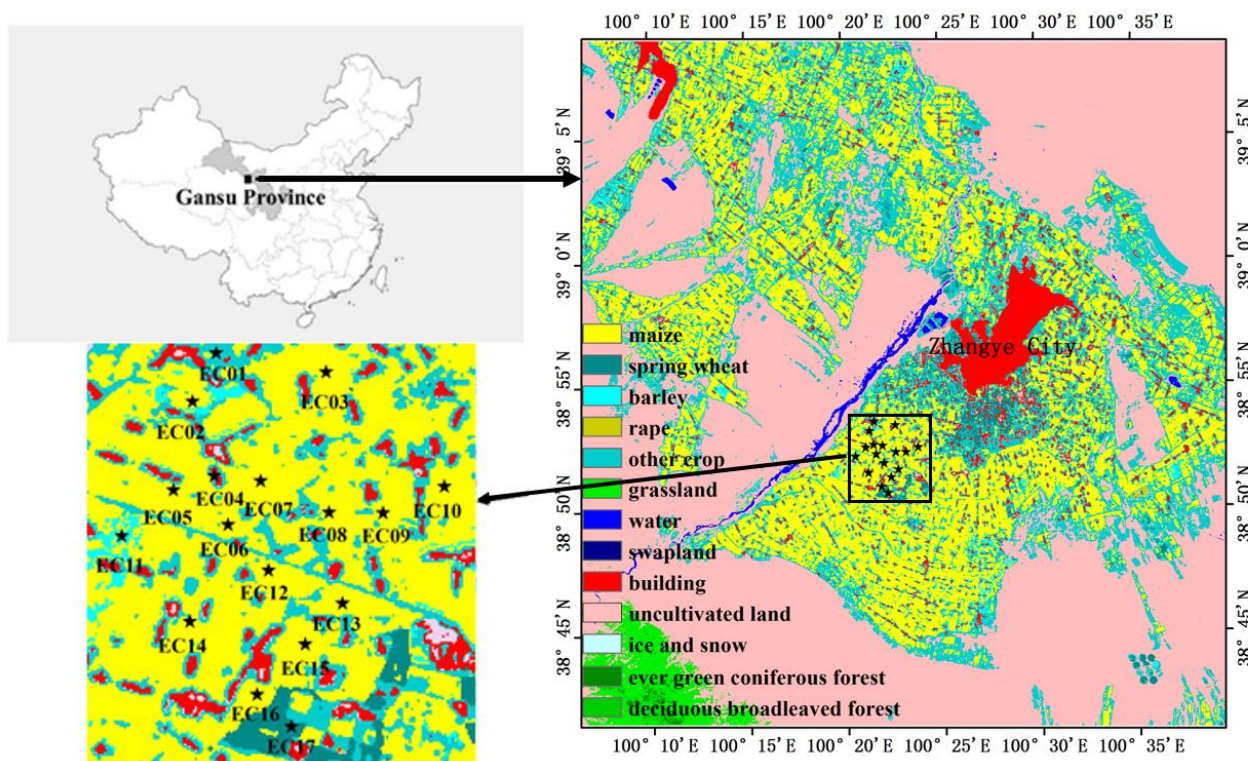 Gansu Province
100° 10'E 100° 15'E 100° 20'E 100° 25'E 100° 30'E 100° 35'E
39° 5'N
39° 0'N
38° 55'N
38° 50'N
38° 45'N
39° 5'N
39° 0'N
38° 55'N
38° 50'N
38° 45'N
Zhangye City
maize
spring wheat
barley
rape
other crop
grassland
water
swapland
building
uncultivated land
ice and snow
ever green coniferous forest
deciduous broadleaved forest
100° 10'E 100° 15'E 100° 20'E 100° 25'E 100° 30'E 100° 35'E
EC01
EC03
EC02
EC04
EC07
EC05
EC10
EC08
EC09
EC06
EC11
EC12
EC13
EC14
EC15
EC16
EC17